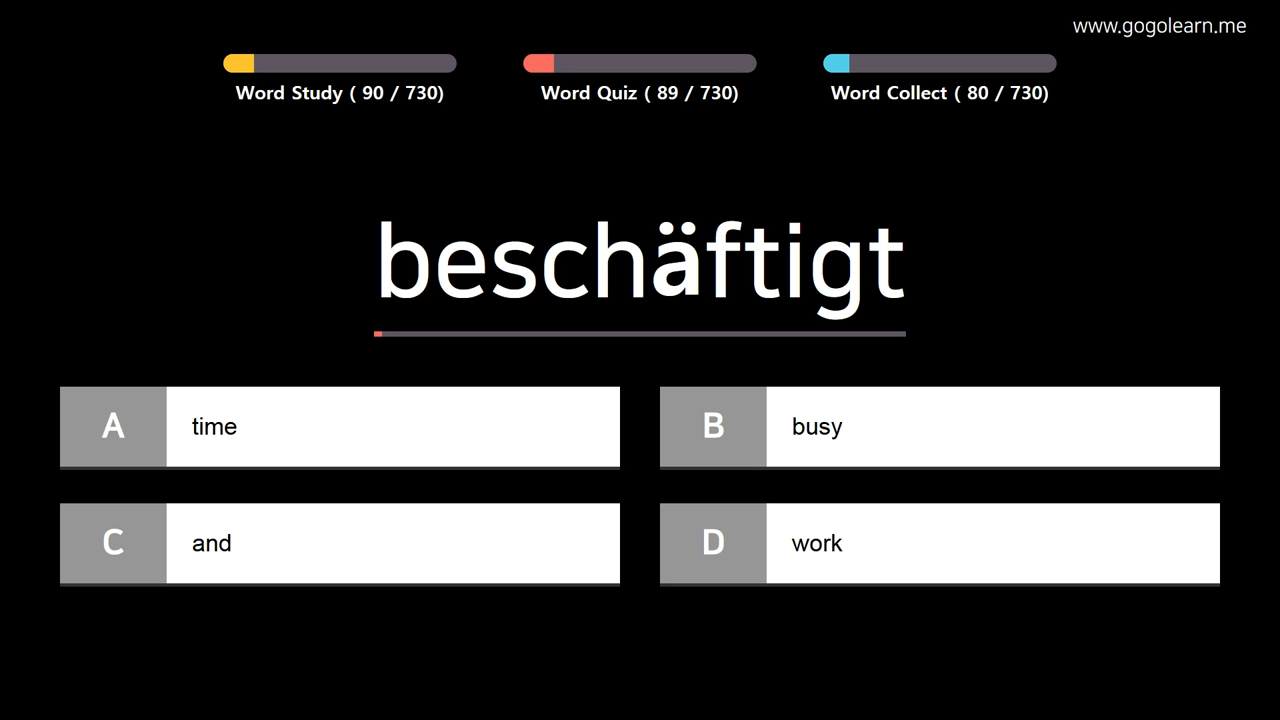 www.gogolearn.me
Word Study ( 90 / 730)
Word Quiz ( 89 / 730)
Word Collect ( 80 / 730)
beschäftigt
A time
B busy
C and
D work